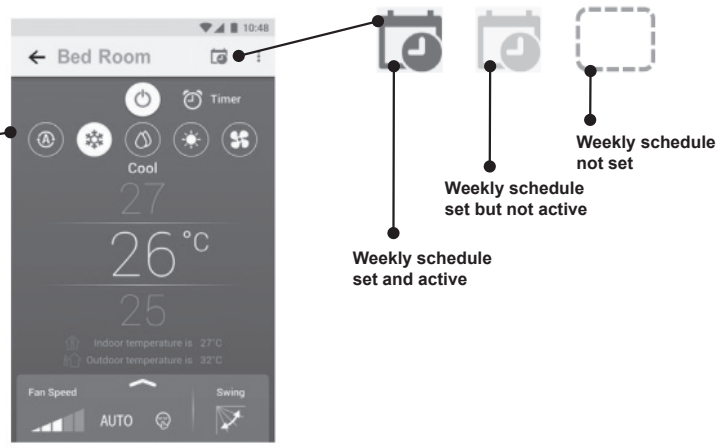 10:48
Bed Room
Timer
A
Cool
27
26 °C
25
Indoor temperature is 27°C
Outdoor temperature is 32°C
Fan Speed
Swing
AUTO
Weekly schedule
not set
Weekly schedule
set but not active
Weekly schedule
set and active